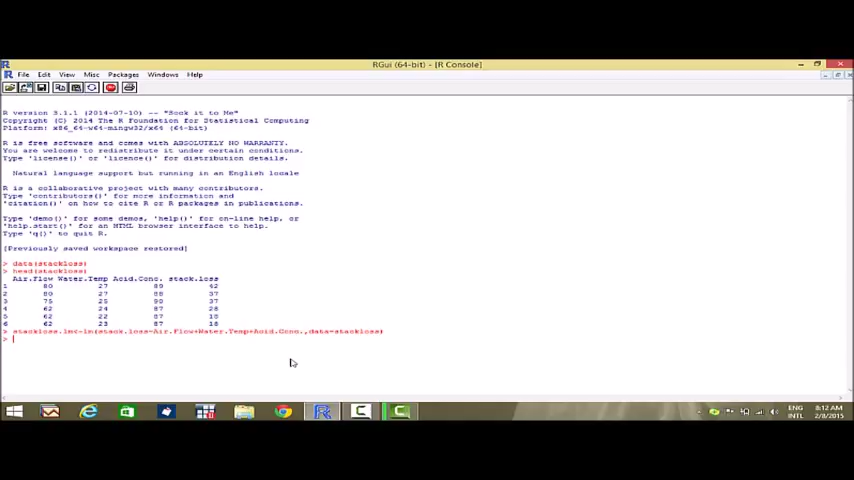 RGui (64-bit) - [R Console]
File Edit View Misc Packages Windows Help
R version 3.1.1 (2014-07-10) -- "Sock it to Me"
Copyright (C) 2014 The R Foundation for Statistical Computing
Platform: x86_64-w64-mingw32/x64 (64-bit)
R is free software and comes with ABSOLUTELY NO WARRANTY.
You are welcome to redistribute it under certain conditions.
Type 'license()' or 'licence()' for distribution details.
Natural language support but running in an English locale
R is a collaborative project with many contributors.
Type 'contributors()' for more information and
'citation()' on how to cite R or R packages in publications.
Type 'demo()' for some demos, 'help()' for on-line help, or
'help.start()' for an HTML browser interface to help.
Type 'q()' to quit R.
[Previously saved workspace restored]
> data(stackloss)
> head(stackloss)
Air.Flow Water.Temp Acid.Conc. stack.loss
1 80 27 89 42
2 80 27 88 37
3 75 25 90 37
4 62 24 87 28
5 62 22 87 18
6 62 23 87 18
> stackloss.lm<-lm(stack.loss~Air.Flow+Water.Temp+Acid.Conc.,data=stackloss)
>
ENG 8:12 AM
INTL 2/8/2015